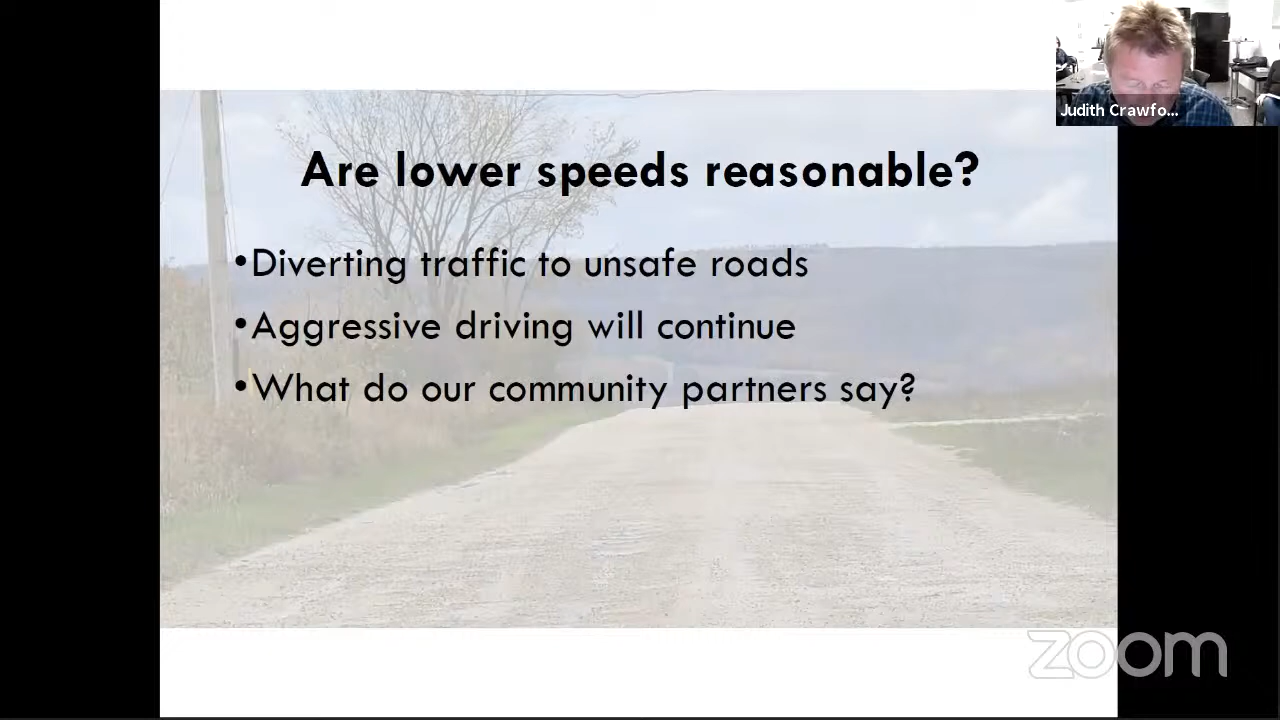 Judith Crawfo...
Are lower speeds reasonable?
•Diverting traffic to unsafe roads
•Aggressive driving will continue
•What do our community partners say?
zoom